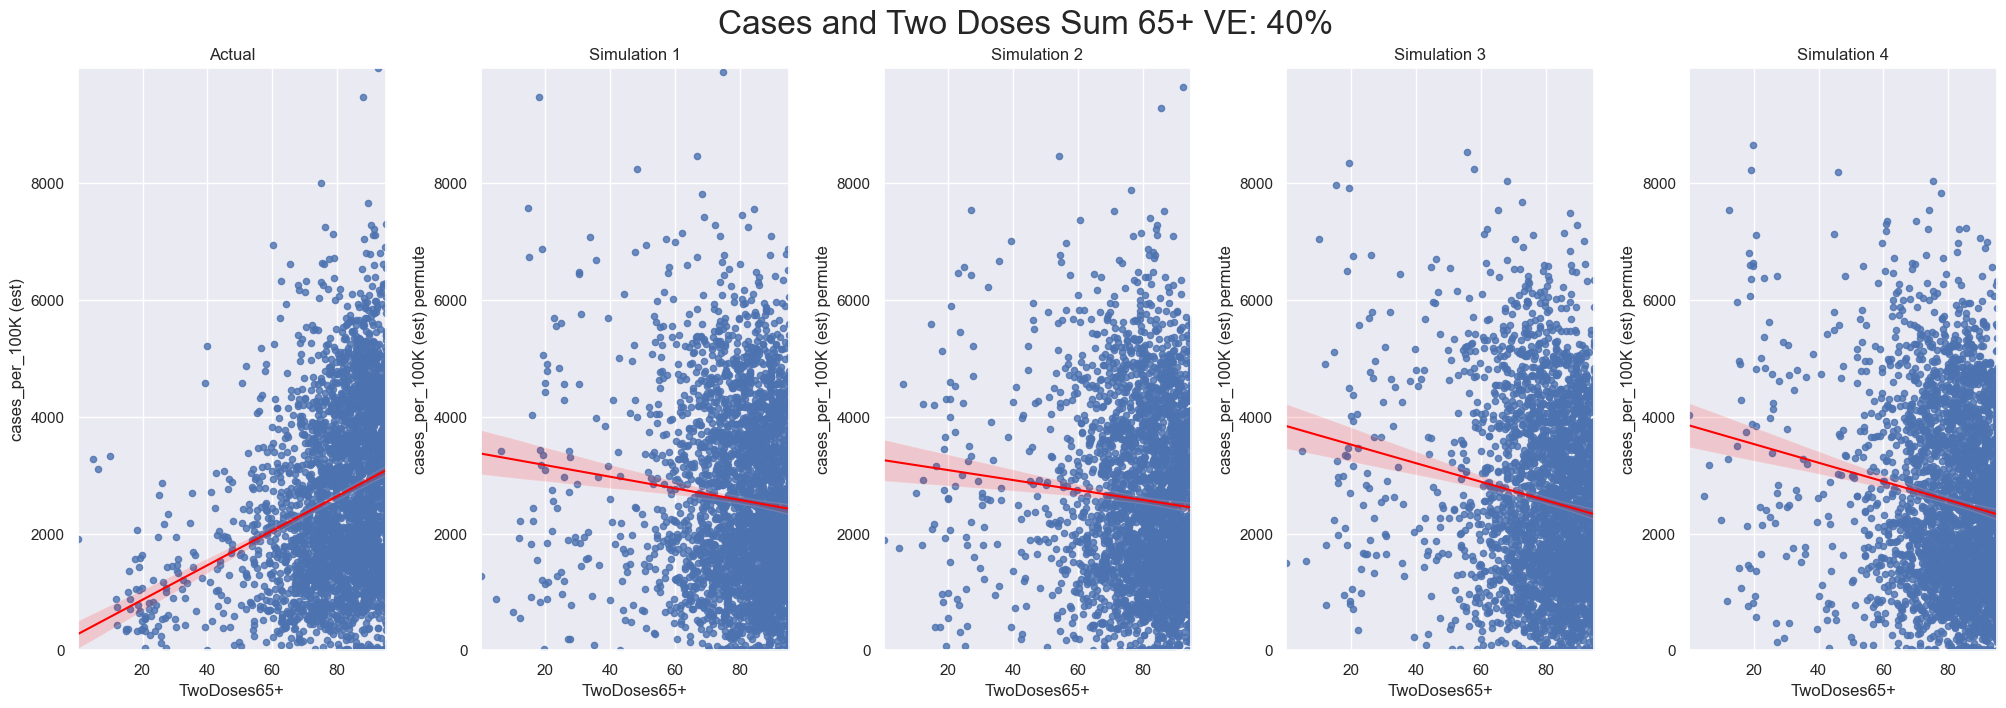 Cases and Two Doses Sum 65+ VE: 40%
Actual
cases_per_100K (est)
8000
6000
4000
2000
0
20 40 60 80
TwoDoses65+
Simulation 1
cases_per_100K (est) permute
8000
6000
4000
2000
0
20 40 60 80
TwoDoses65+
Simulation 2
cases_per_100K (est) permute
8000
6000
4000
2000
0
20 40 60 80
TwoDoses65+
Simulation 3
cases_per_100K (est) permute
8000
6000
4000
2000
0
20 40 60 80
TwoDoses65+
Simulation 4
cases_per_100K (est) permute
8000
6000
4000
2000
0
20 40 60 80
TwoDoses65+